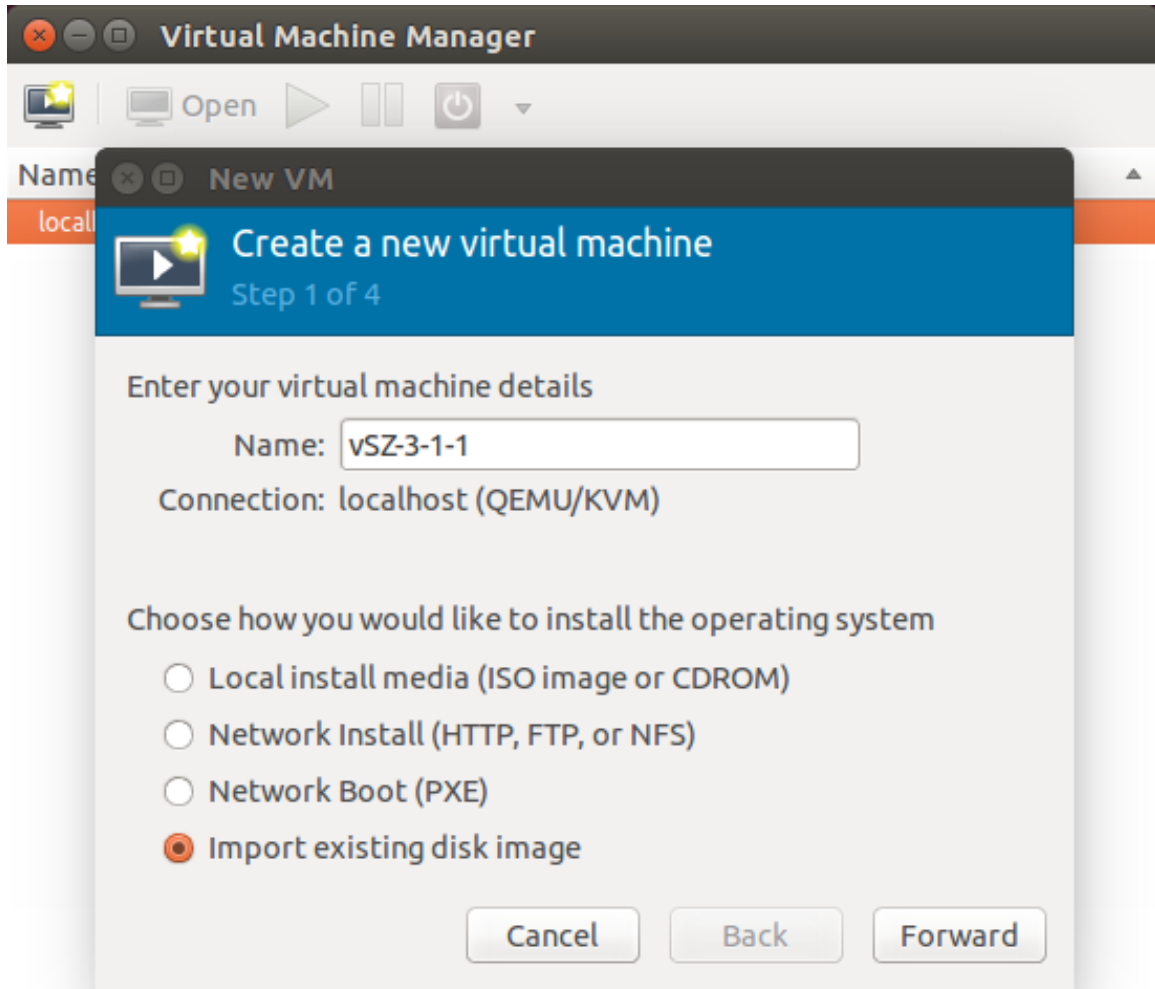 Virtual Machine Manager
Open
Name
New VM
Create a new virtual machine
Step 1 of 4
Enter your virtual machine details
Name: vSZ-3-1-1
Connection: localhost (QEMU/KVM)
Choose how you would like to install the operating system
Local install media (ISO image or CDROM)
Network Install (HTTP, FTP, or NFS)
Network Boot (PXE)
Import existing disk image
Cancel Back Forward